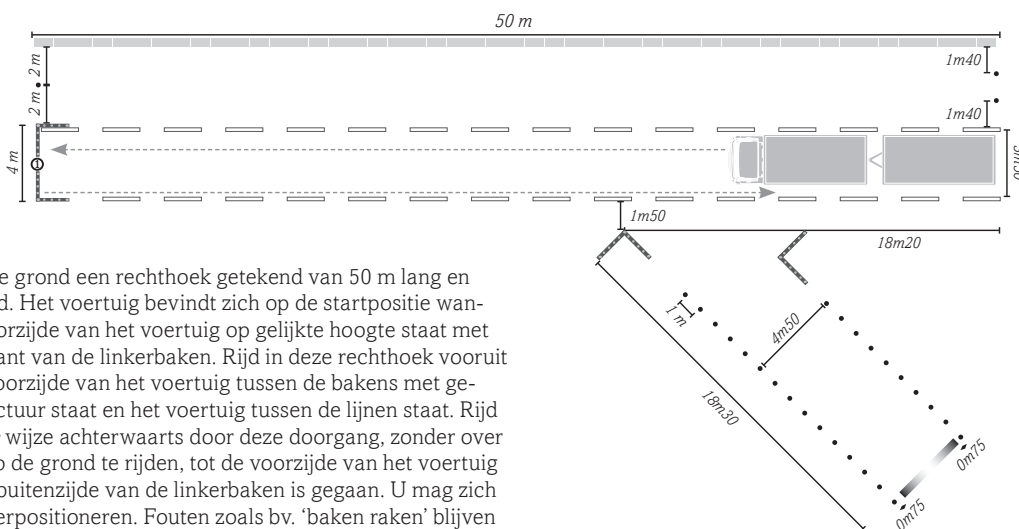 50 m
2 m
1m40
2 m
1m40
4 m
1
1m50
18m20
e grond een rechthoek getekend van 50 m lang en
d. Het voertuig bevindt zich op de startpositie wan-
orzijde van het voertuig op gelijkte hoogte staat met
ant van de linkerbaken. Rijd in deze rechthoek vooruit
oorzijde van het voertuig tussen de bakens met ge-
ctuur staat en het voertuig tussen de lijnen staat. Rijd
wijze achterwaarts door deze doorgang, zonder over
o de grond te rijden, tot de voorzijde van het voertuig
buitenzijde van de linkerbaken is gegaan. U mag zich
erpositioneren. Fouten zoals bv. ‘baken raken’ blijven
1 m
4m50
18m30
0m75
0m75